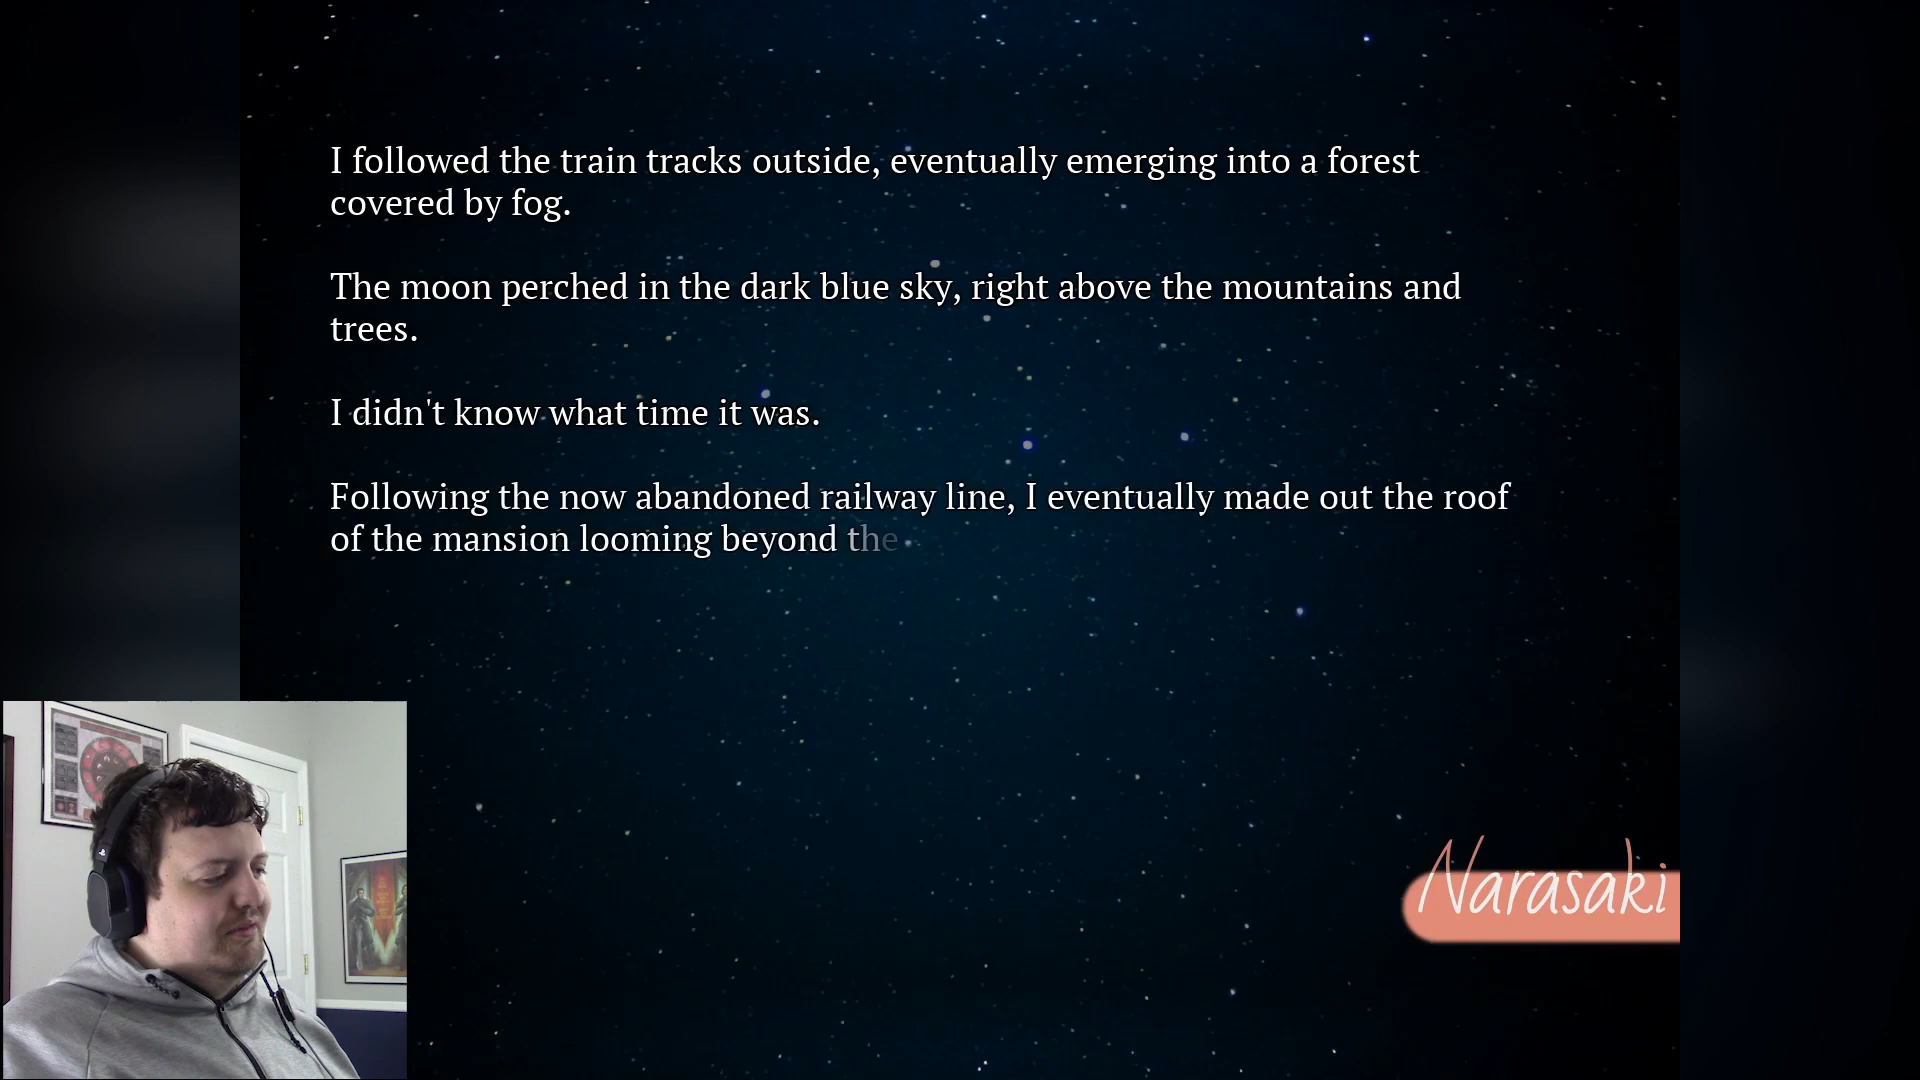 I followed the train tracks outside, eventually emerging into a forest
covered by fog.
The moon perched in the dark blue sky, right above the mountains and
trees.
I didn't know what time it was.
Following the now abandoned railway line, I eventually made out the roof
of the mansion looming beyond the
Narasaki